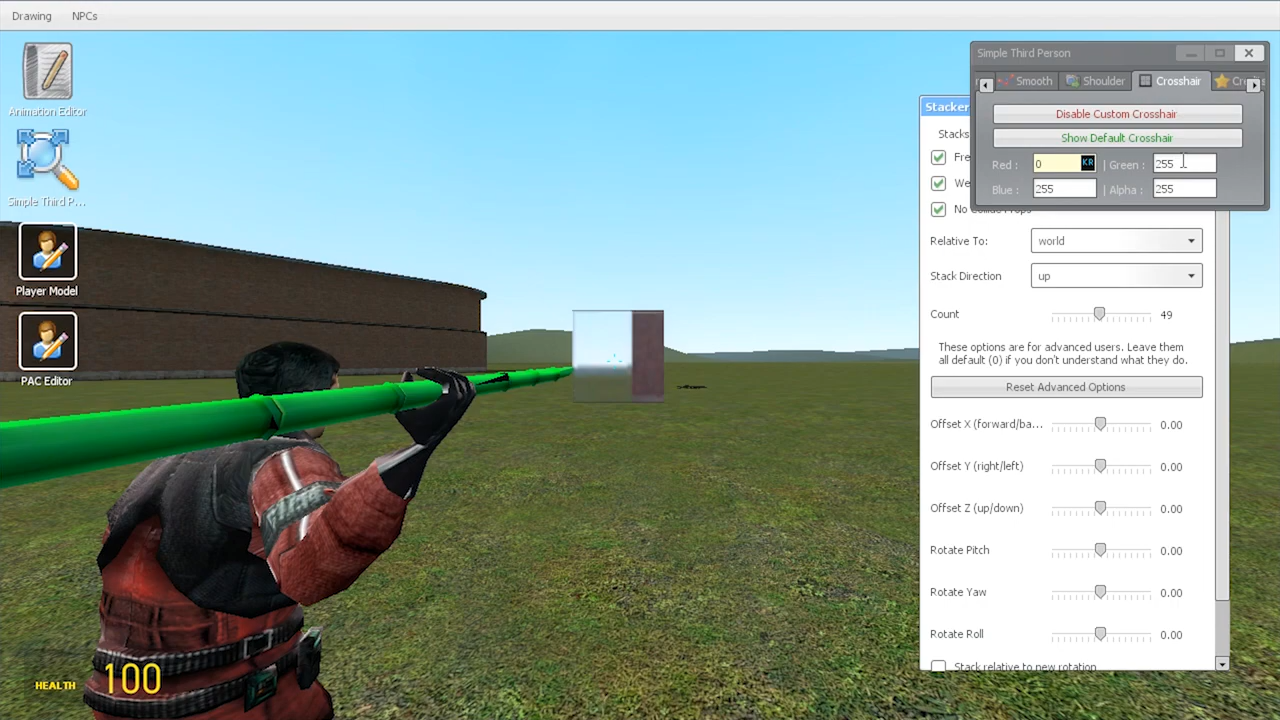 Drawing NPCs
Animation Editor
Simple Third P...
Player Model
PAC Editor
HEALTH 100
Simple Third Person
Smooth Shoulder Crosshair
Disable Custom Crosshair
Show Default Crosshair
Red : 0 KR | Green : 255
Blue : 255 | Alpha : 255
Stacker
Stacks
Fre
We
No Collide Props
Relative To: world
Stack Direction up
Count 49
These options are for advanced users. Leave them
all default (0) if you don't understand what they do.
Reset Advanced Options
Offset X (forward/ba... 0.00
Offset Y (right/left) 0.00
Offset Z (up/down) 0.00
Rotate Pitch 0.00
Rotate Yaw 0.00
Rotate Roll 0.00
Stack relative to new rotation